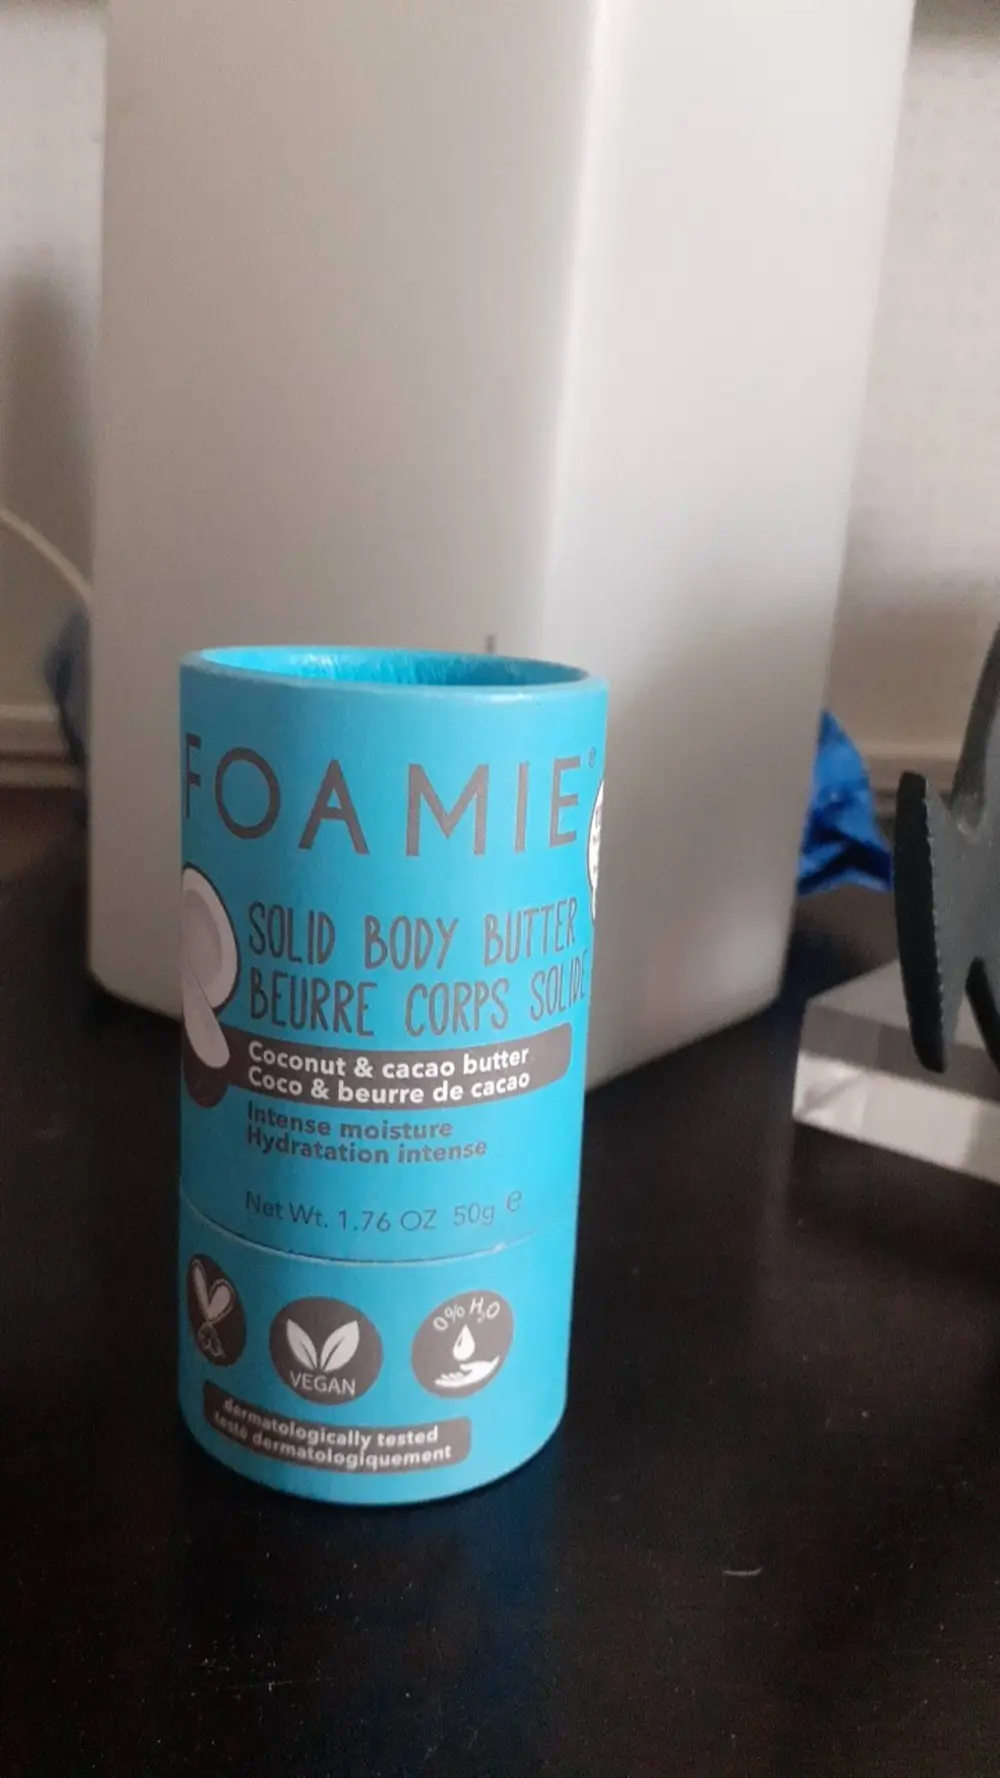 FOAMIE®
SOLID BODY BUTTER
BEURRE CORPS SOLIDE
Coconut & cacao butter
Coco & beurre de cacao
Intense moisture
Hydratation intense
Net Wt. 1.76 OZ 50g e
0% H₂O
VEGAN
dermatologically tested
testé dermatologiquement